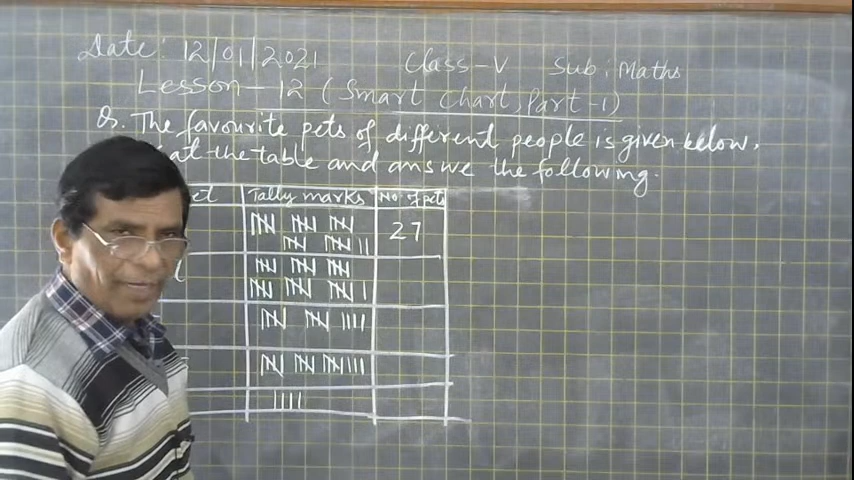 Date: 12/01/2021 Class-V Sub: Maths
Lesson-12 (Smart Chart, Part-1)
Q. The favourite pets of different people is given below.
at the table and answe the following.
Tally marks No. of pets
27